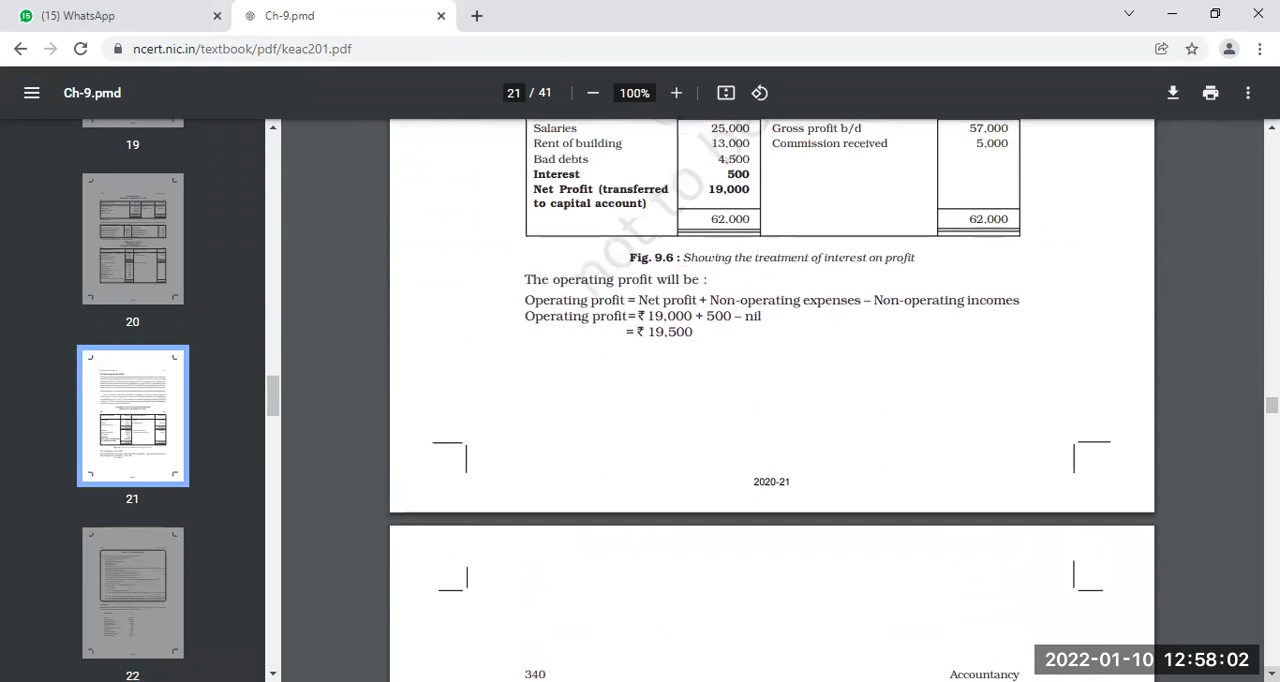 15 (15) WhatsApp
Ch-9.pmd
ncert.nic.in/textbook/pdf/keac201.pdf
Ch-9.pmd
21 / 41
100%
19
20
21
22
Salaries 25,000 Gross profit b/d 57,000
Rent of building 13,000 Commission received 5,000
Bad debts 4,500
Interest 500
Net Profit (transferred 19,000
to capital account)
62,000 62,000
not to
Fig. 9.6 : Showing the treatment of interest on profit
The operating profit will be :
Operating profit = Net profit + Non-operating expenses – Non-operating incomes
Operating profit= ₹ 19,000 + 500 – nil
= ₹ 19,500
2020-21
340 Accountancy
2022-01-10 12:58:02